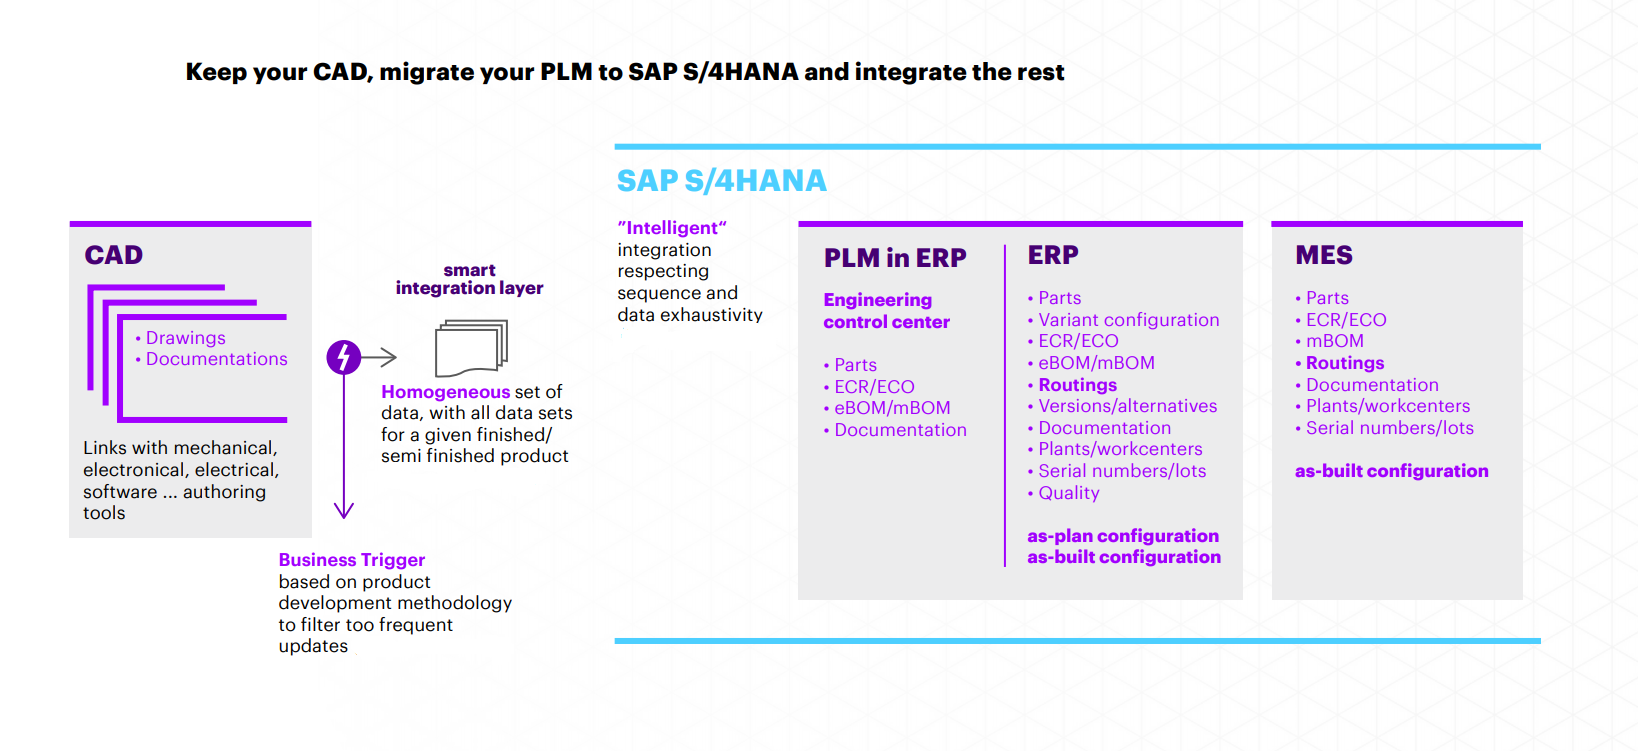 Keep your CAD, migrate your PLM to SAP S/4HANA and integrate the rest
CAD
• Drawings
• Documentations
Links with mechanical,
electronical, electrical,
software ... authoring
tools
smart
integration layer
Homogeneous set of
data, with all data sets
for a given finished/
semi finished product
Business Trigger
based on product
development methodology
to filter too frequent
updates
SAP S/4HANA
”Intelligent“
integration
respecting
sequence and
data exhaustivity
PLM in ERP
Engineering
control center
• Parts
• ECR/ECO
• eBOM/mBOM
• Documentation
ERP
• Parts
• Variant configuration
• ECR/ECO
• eBOM/mBOM
• Routings
• Versions/alternatives
• Documentation
• Plants/workcenters
• Serial numbers/lots
• Quality
as-plan configuration
as-built configuration
MES
• Parts
• ECR/ECO
• mBOM
• Routings
• Documentation
• Plants/workcenters
• Serial numbers/lots
as-built configuration